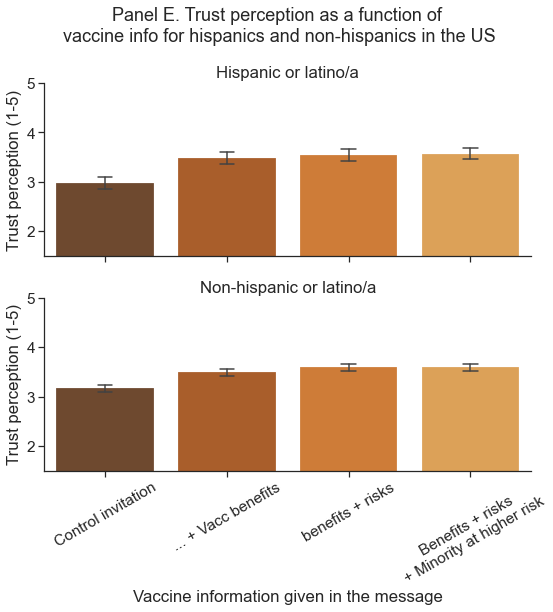 Panel E. Trust perception as a function of
vaccine info for hispanics and non-hispanics in the US
Hispanic or latino/a
Trust perception (1-5)
5
4
3
2
Non-hispanic or latino/a
Trust perception (1-5)
5
4
3
2
Control invitation
... + Vacc benefits
benefits + risks
Benefits + risks
+ Minority at higher risk
Vaccine information given in the message